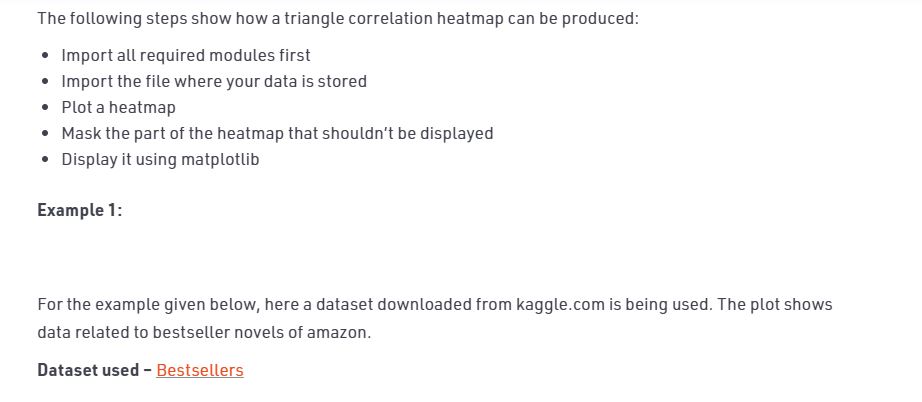 The following steps show how a triangle correlation heatmap can be produced:
• Import all required modules first
• Import the file where your data is stored
• Plot a heatmap
• Mask the part of the heatmap that shouldn't be displayed
• Display it using matplotlib
Example 1:
For the example given below, here a dataset downloaded from kaggle.com is being used. The plot shows
data related to bestseller novels of amazon.
Dataset used – Bestsellers